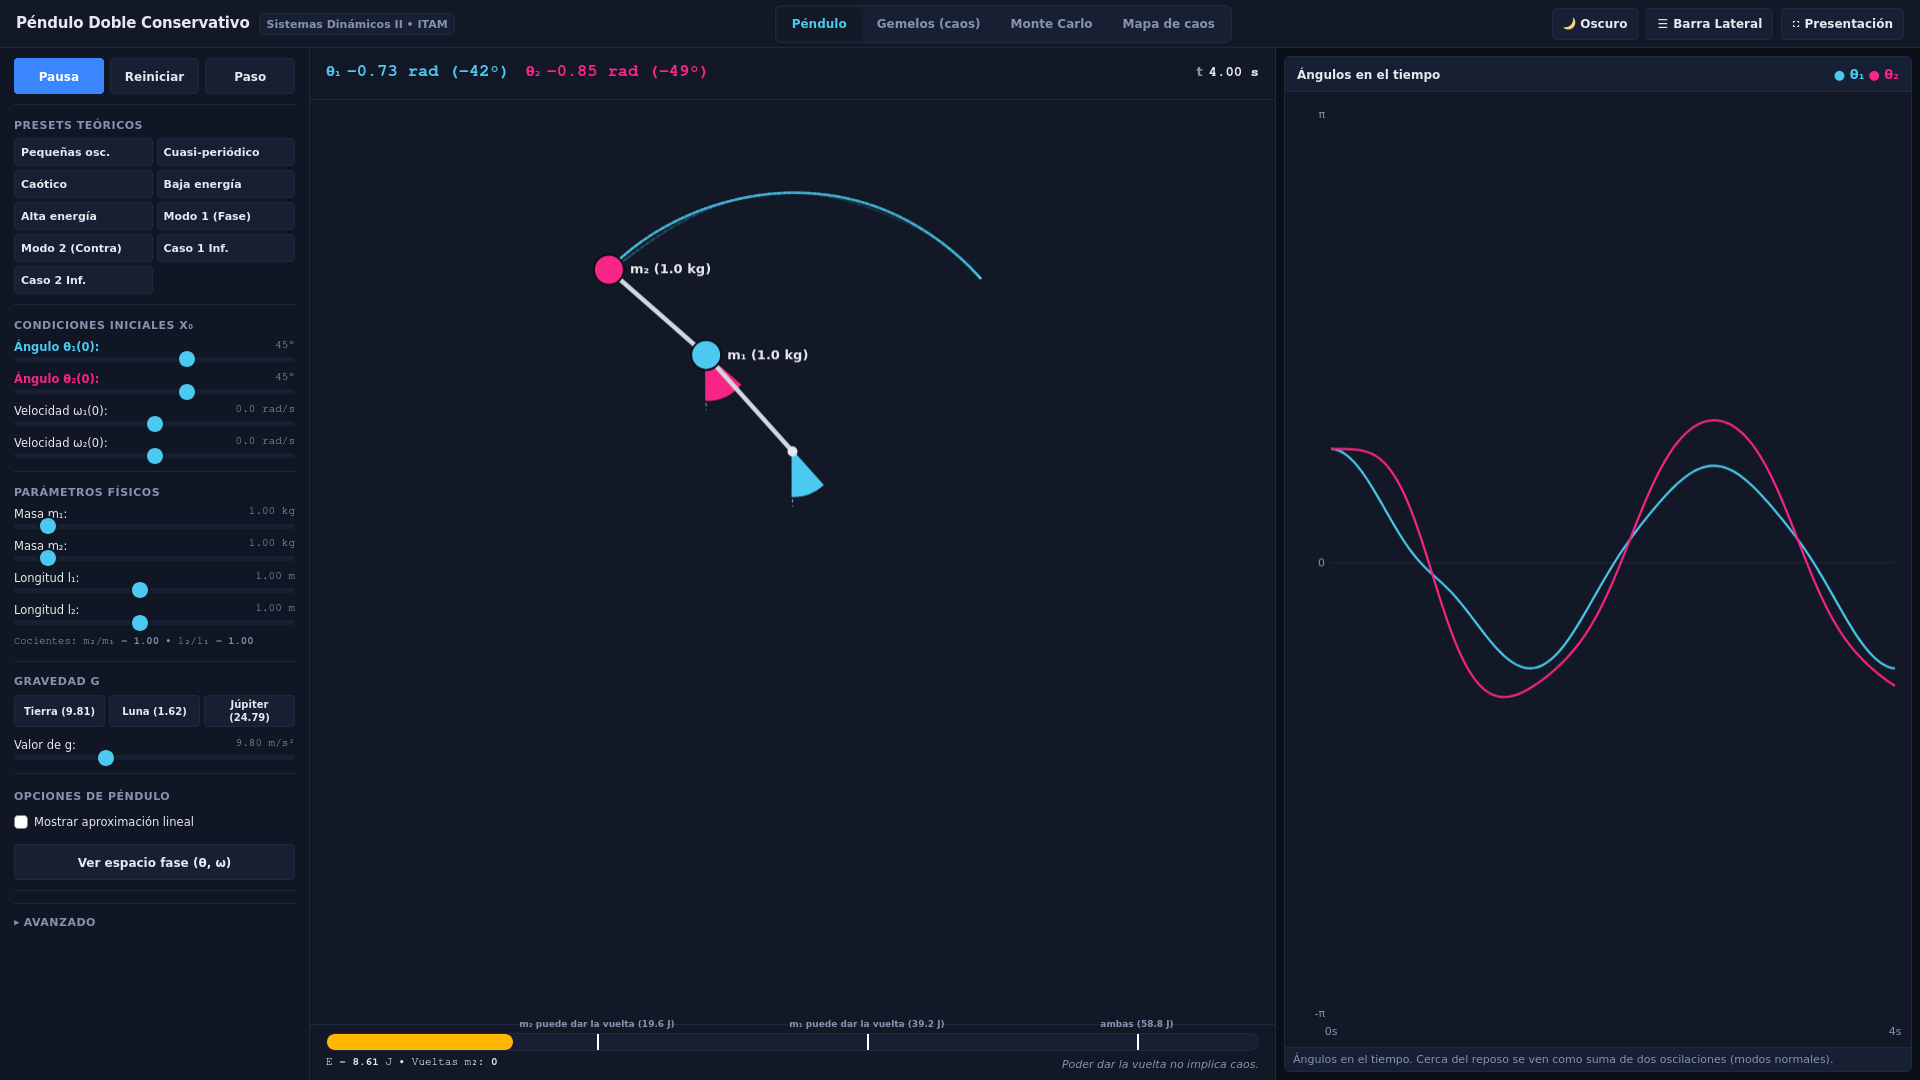 Péndulo Doble Conservativo
Sistemas Dinámicos II • ITAM
Péndulo
Gemelos (caos)
Monte Carlo
Mapa de caos
🌙 Oscuro
☰ Barra Lateral
∷ Presentación
Pausa
Reiniciar
Paso
PRESETS TEÓRICOS
Pequeñas osc.
Cuasi-periódico
Caótico
Baja energía
Alta energía
Modo 1 (Fase)
Modo 2 (Contra)
Caso 1 Inf.
Caso 2 Inf.
CONDICIONES INICIALES X₀
Ángulo θ₁(0): 45°
Ángulo θ₂(0): 45°
Velocidad ω₁(0): 0.0 rad/s
Velocidad ω₂(0): 0.0 rad/s
PARÁMETROS FÍSICOS
Masa m₁: 1.00 kg
Masa m₂: 1.00 kg
Longitud l₁: 1.00 m
Longitud l₂: 1.00 m
Cocientes: m₂/m₁ = 1.00 • l₂/l₁ = 1.00
GRAVEDAD G
Tierra (9.81)
Luna (1.62)
Júpiter
(24.79)
Valor de g: 9.80 m/s²
OPCIONES DE PÉNDULO
Mostrar aproximación lineal
Ver espacio fase (θ, ω)
▸ AVANZADO
θ₁ −0.73 rad (−42°) θ₂ −0.85 rad (−49°)
t 4.00 s
m₂ (1.0 kg)
m₁ (1.0 kg)
m₂ puede dar la vuelta (19.6 J)
m₁ puede dar la vuelta (39.2 J)
ambas (58.8 J)
E = 8.61 J • Vueltas m₂: 0
Poder dar la vuelta no implica caos.
Ángulos en el tiempo
● θ₁ ● θ₂
π
0
-π
0s
4s
Ángulos en el tiempo. Cerca del reposo se ven como suma de dos oscilaciones (modos normales).